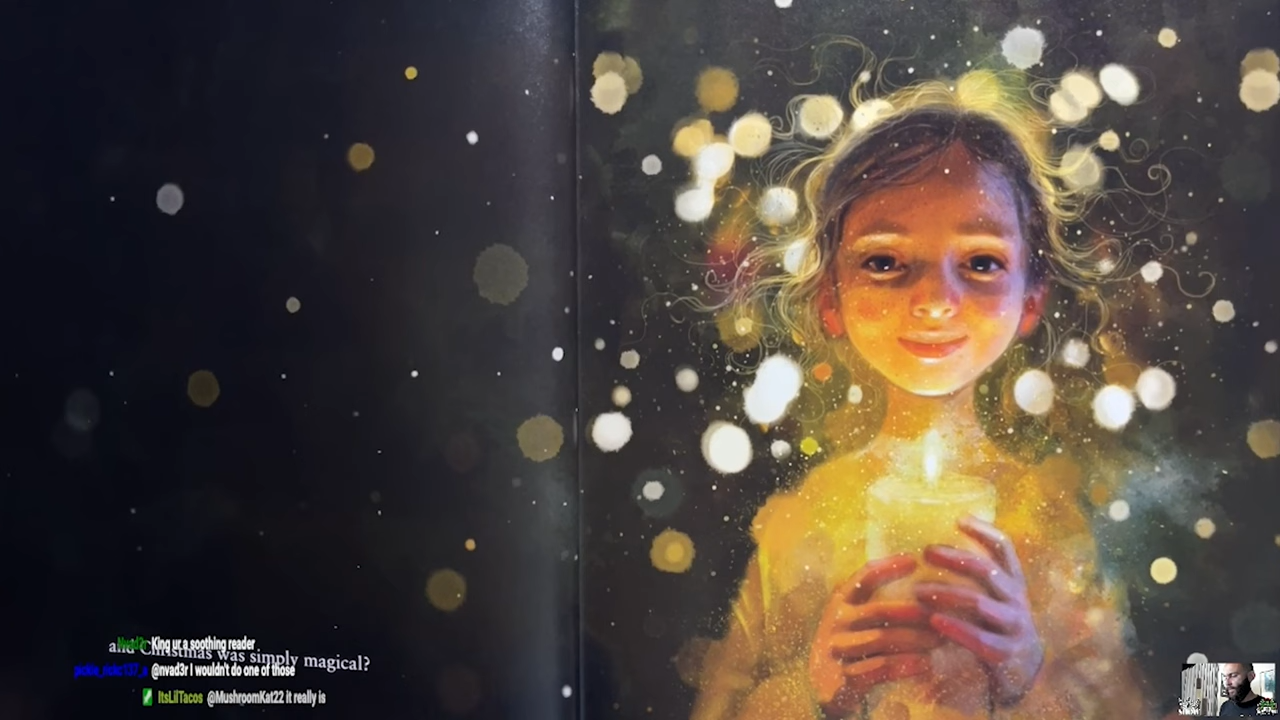 Nvad3r King ur a soothing reader
and Christmas was simply magical?
@nvad3r I wouldn't do one of those
ItsLilTacos @MushroomKat22 it really is